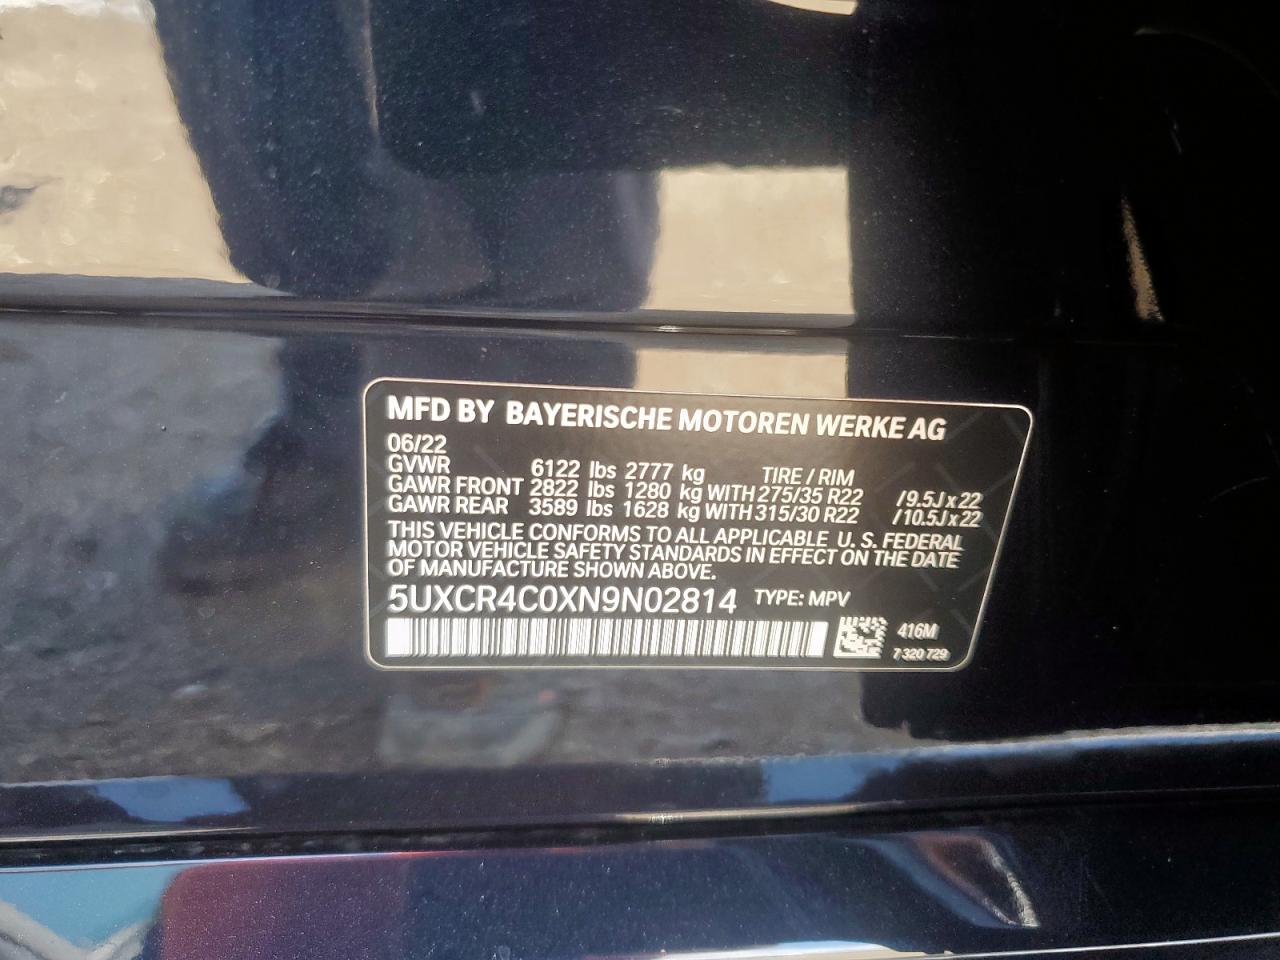 MFD BY BAYERISCHE MOTOREN WERKE AG
06/22
GVWR 6122 lbs 2777 kg TIRE / RIM
GAWR FRONT 2822 lbs 1280 kg WITH 275/35 R22 /9.5J x 22
GAWR REAR 3589 lbs 1628 kg WITH 315/30 R22 /10.5J x 22
THIS VEHICLE CONFORMS TO ALL APPLICABLE U. S. FEDERAL
MOTOR VEHICLE SAFETY STANDARDS IN EFFECT ON THE DATE
OF MANUFACTURE SHOWN ABOVE.
5UXCR4C0XN9N02814 TYPE: MPV
416M
7 320 729